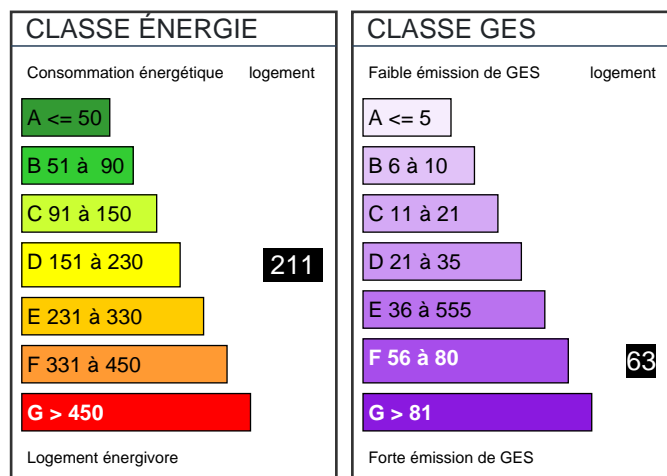 CLASSE ÉNERGIE
Consommation énergétique logement
A <= 50
B 51 à 90
C 91 à 150
D 151 à 230 211
E 231 à 330
F 331 à 450
G > 450
Logement énergivore
CLASSE GES
Faible émission de GES logement
A <= 5
B 6 à 10
C 11 à 21
D 21 à 35
E 36 à 555
F 56 à 80 63
G > 81
Forte émission de GES